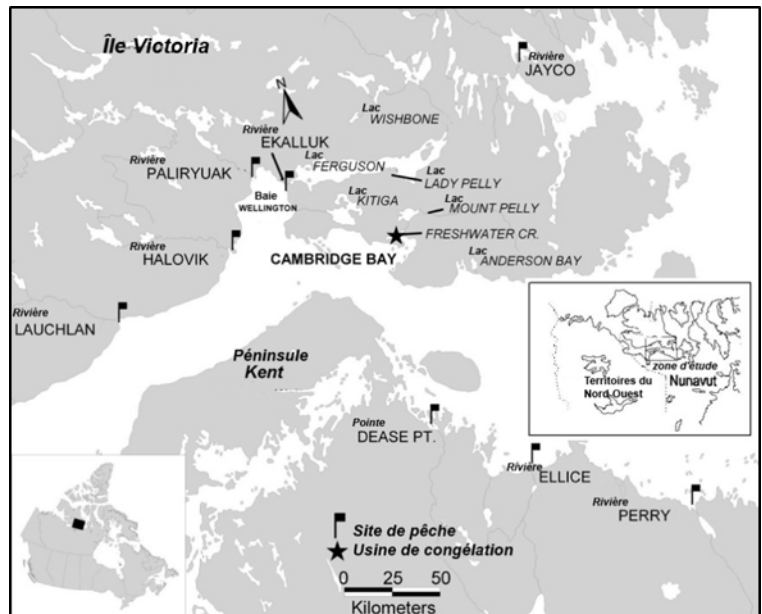 Île Victoria
Rivière
JAYCO
N
Lac
WISHBONE
Rivière
EKALLUK
Rivière
PALIRYUAK
Lac
FERGUSON
Lac
LADY PELLY
Baie
WELLINGTON
Lac
KITIGA
Lac
MOUNT PELLY
FRESHWATER CR.
Rivière
HALOVIK
CAMBRIDGE BAY
Lac
ANDERSON BAY
Rivière
LAUCHLAN
Péninsule
Kent
zone d'étude
Territoires du
Nord-Ouest
Nunavut
Pointe
DEASE PT.
Rivière
ELLICE
Rivière
PERRY
Site de pêche
Usine de congélation
0 25 50
Kilometers